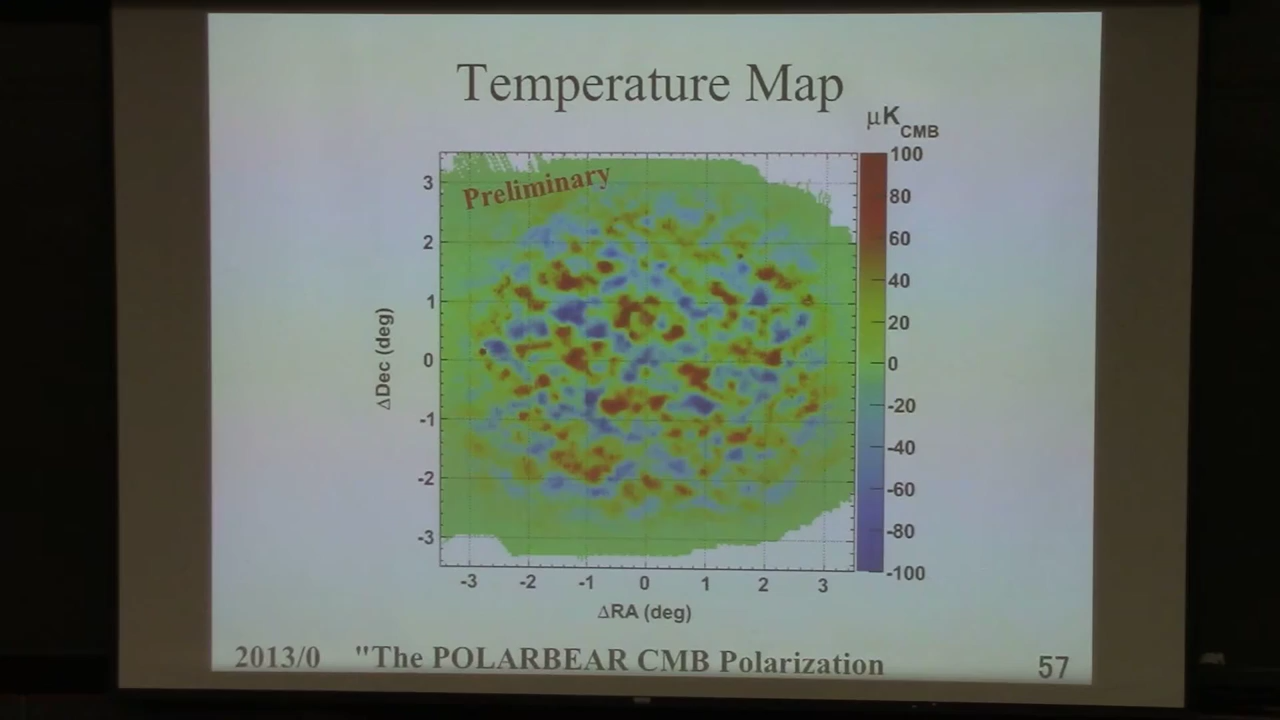 Temperature Map
μK CMB
Preliminary
100
80
60
40
20
0
-20
-40
-60
-80
-100
3
2
1
0
-1
-2
-3
ΔDec (deg)
-3 -2 -1 0 1 2 3
ΔRA (deg)
2013/0 "The POLARBEAR CMB Polarization 57